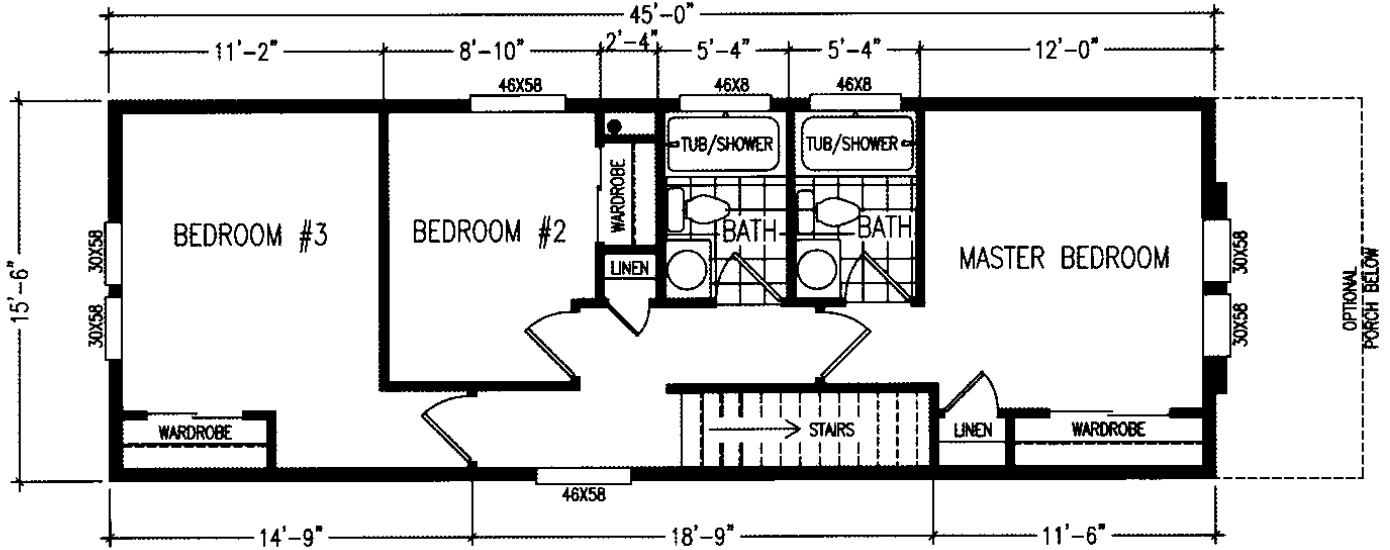 45'-0"
11'-2"
8'-10"
2'-4"
5'-4"
5'-4"
12'-0"
46X58
46X8
46X8
TUB/SHOWER
TUB/SHOWER
WARDROBE
BEDROOM #3
BEDROOM #2
BATH
BATH
MASTER BEDROOM
30X58
30X58
15'-6"
LINEN
30X58
30X58
OPTIONAL
PORCH BELOW
WARDROBE
STAIRS
LINEN
WARDROBE
46X58
14'-9"
18'-9"
11'-6"